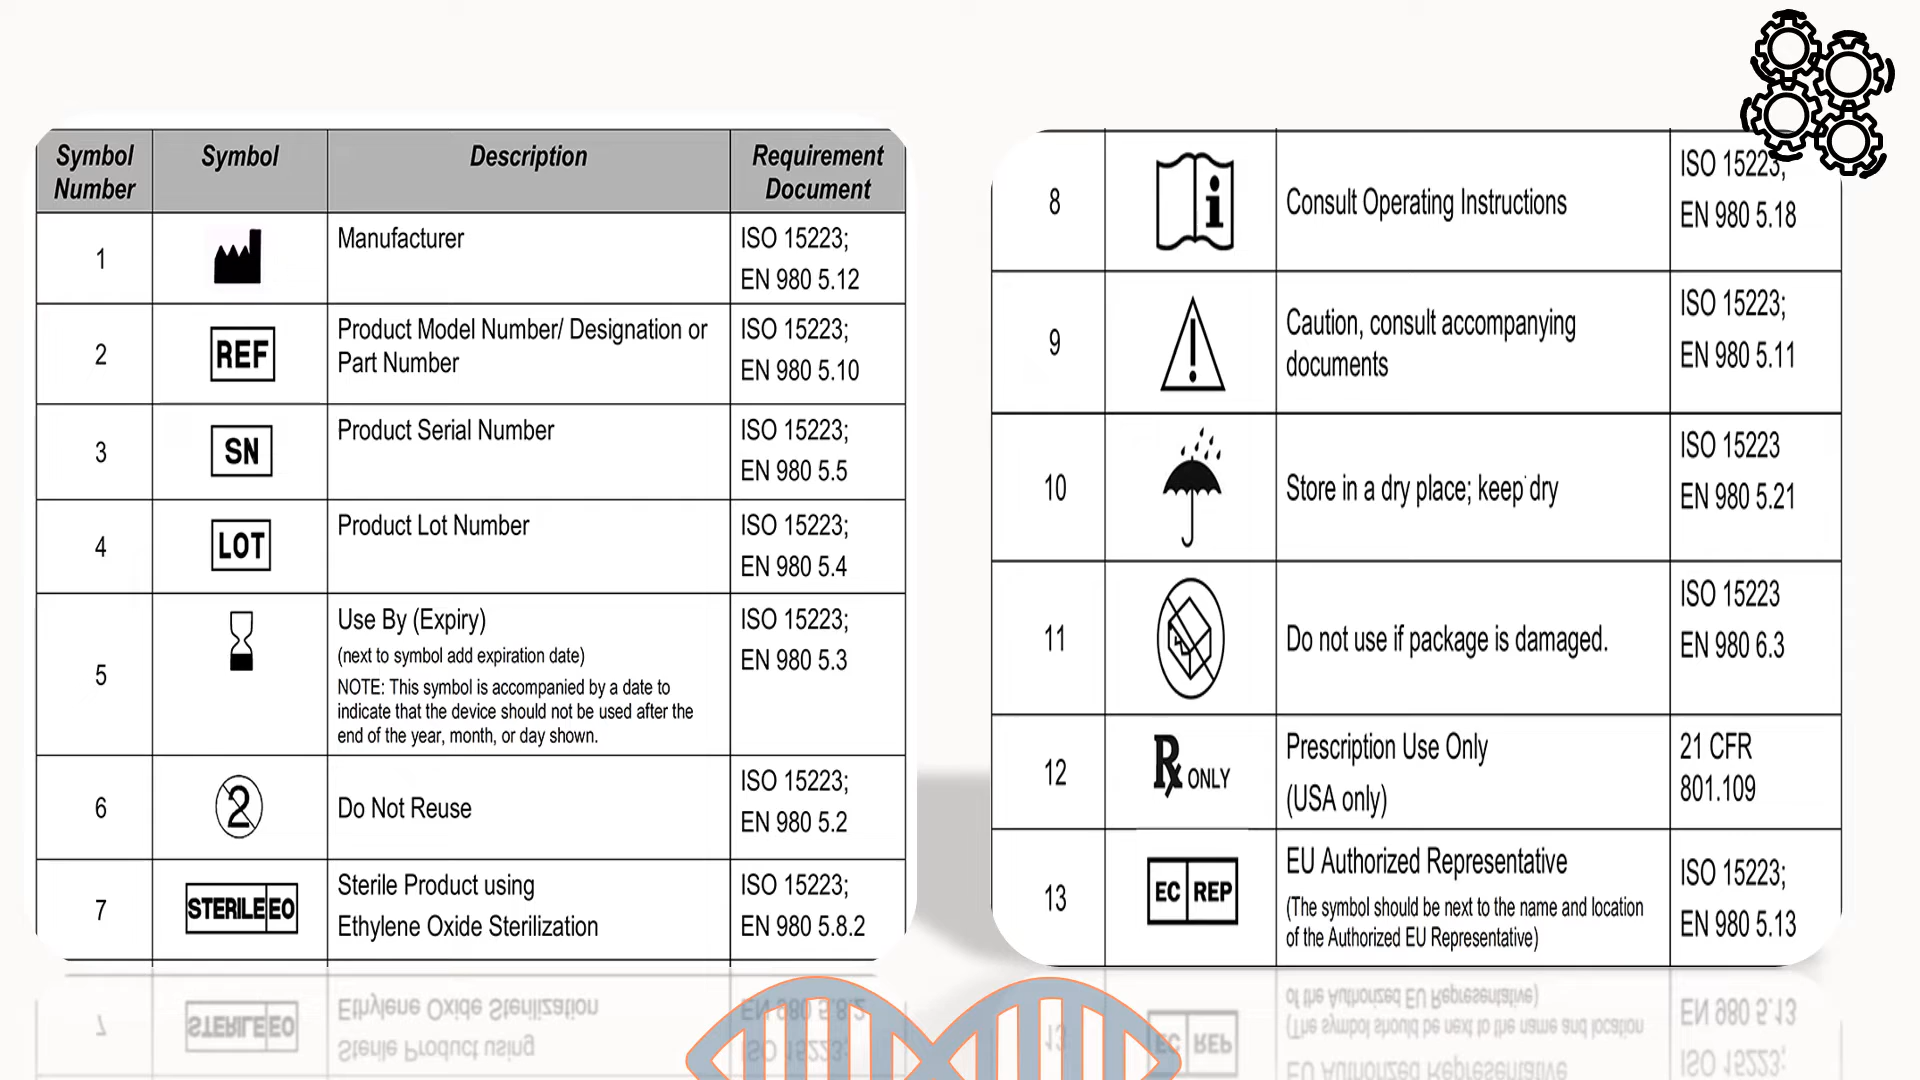 Symbol Number
Symbol
Description
Requirement Document
1
Manufacturer
ISO 15223;
EN 980 5.12
2
REF
Product Model Number/ Designation or
Part Number
ISO 15223;
EN 980 5.10
3
SN
Product Serial Number
ISO 15223;
EN 980 5.5
4
LOT
Product Lot Number
ISO 15223;
EN 980 5.4
5
Use By (Expiry)
(next to symbol add expiration date)
NOTE: This symbol is accompanied by a date to
indicate that the device should not be used after the
end of the year, month, or day shown.
ISO 15223;
EN 980 5.3
6
2
Do Not Reuse
ISO 15223;
EN 980 5.2
7
STERILE EO
Sterile Product using
Ethylene Oxide Sterilization
ISO 15223;
EN 980 5.8.2
8
i
Consult Operating Instructions
ISO 15223;
EN 980 5.18
9
!
Caution, consult accompanying
documents
ISO 15223;
EN 980 5.11
10
Store in a dry place; keep dry
ISO 15223
EN 980 5.21
11
Do not use if package is damaged.
ISO 15223
EN 980 6.3
12
Rx ONLY
Prescription Use Only
(USA only)
21 CFR
801.109
13
EC REP
EU Authorized Representative
(The symbol should be next to the name and location
of the Authorized EU Representative)
ISO 15223;
EN 980 5.13